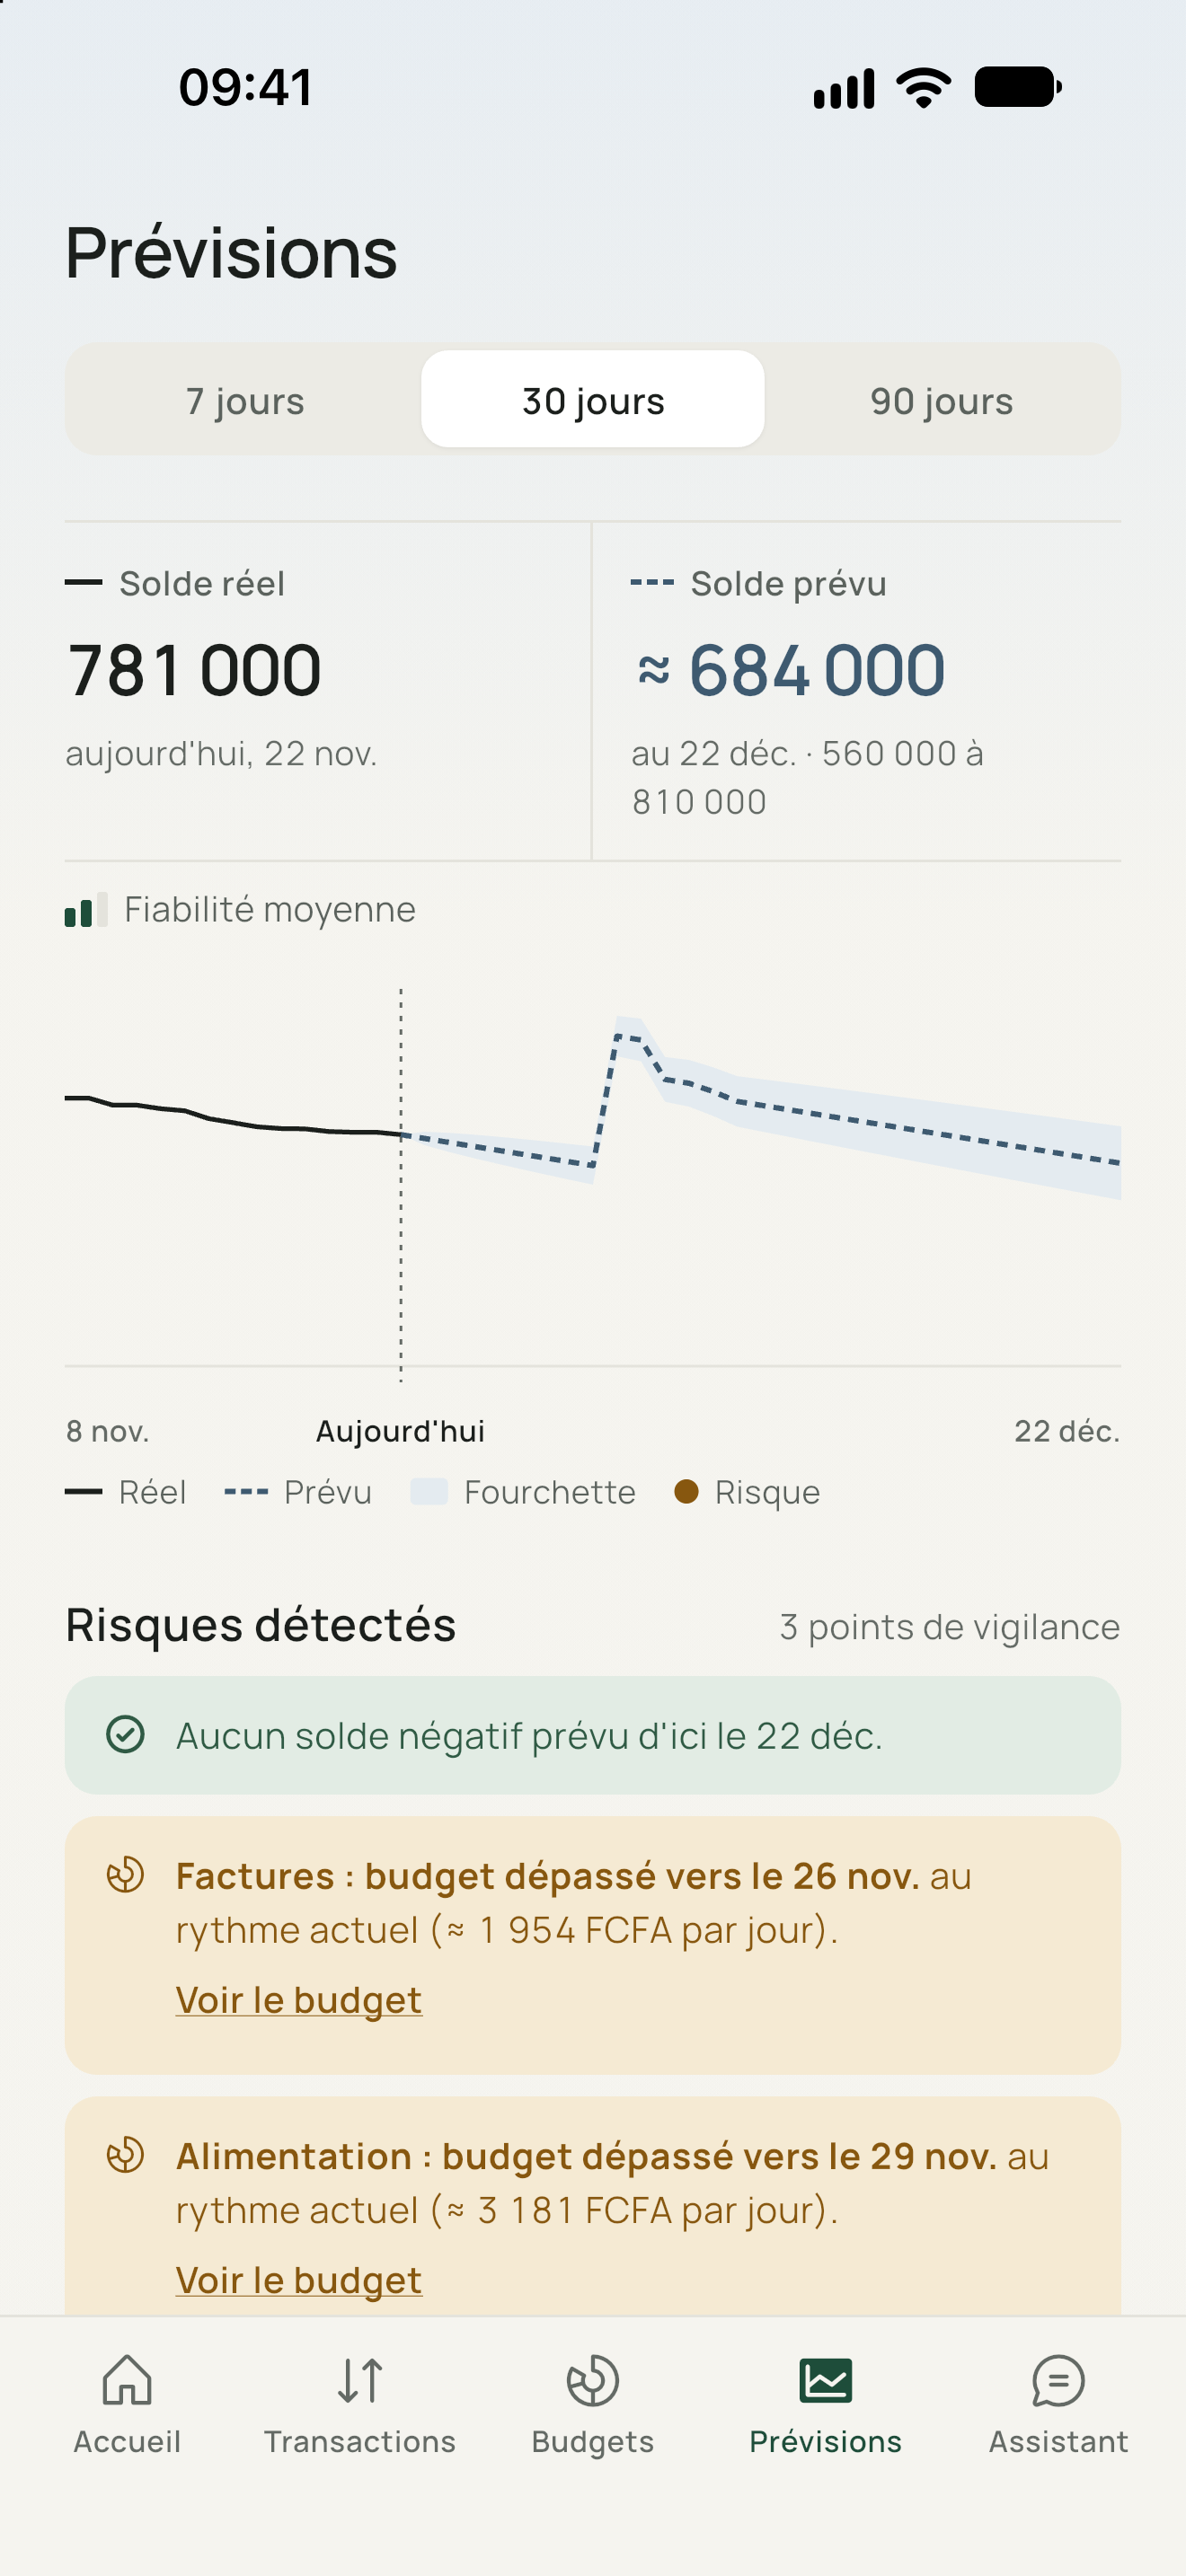 09:41
Prévisions
7 jours
30 jours
90 jours
Solde réel
781 000
aujourd'hui, 22 nov.
Solde prévu
≈ 684 000
au 22 déc. · 560 000 à
810 000
Fiabilité moyenne
8 nov.
Aujourd'hui
22 déc.
Réel
Prévu
Fourchette
Risque
Risques détectés
3 points de vigilance
Aucun solde négatif prévu d'ici le 22 déc.
Factures : budget dépassé vers le 26 nov. au
rythme actuel (≈ 1 954 FCFA par jour).
Voir le budget
Alimentation : budget dépassé vers le 29 nov. au
rythme actuel (≈ 3 181 FCFA par jour).
Voir le budget
Accueil
Transactions
Budgets
Prévisions
Assistant